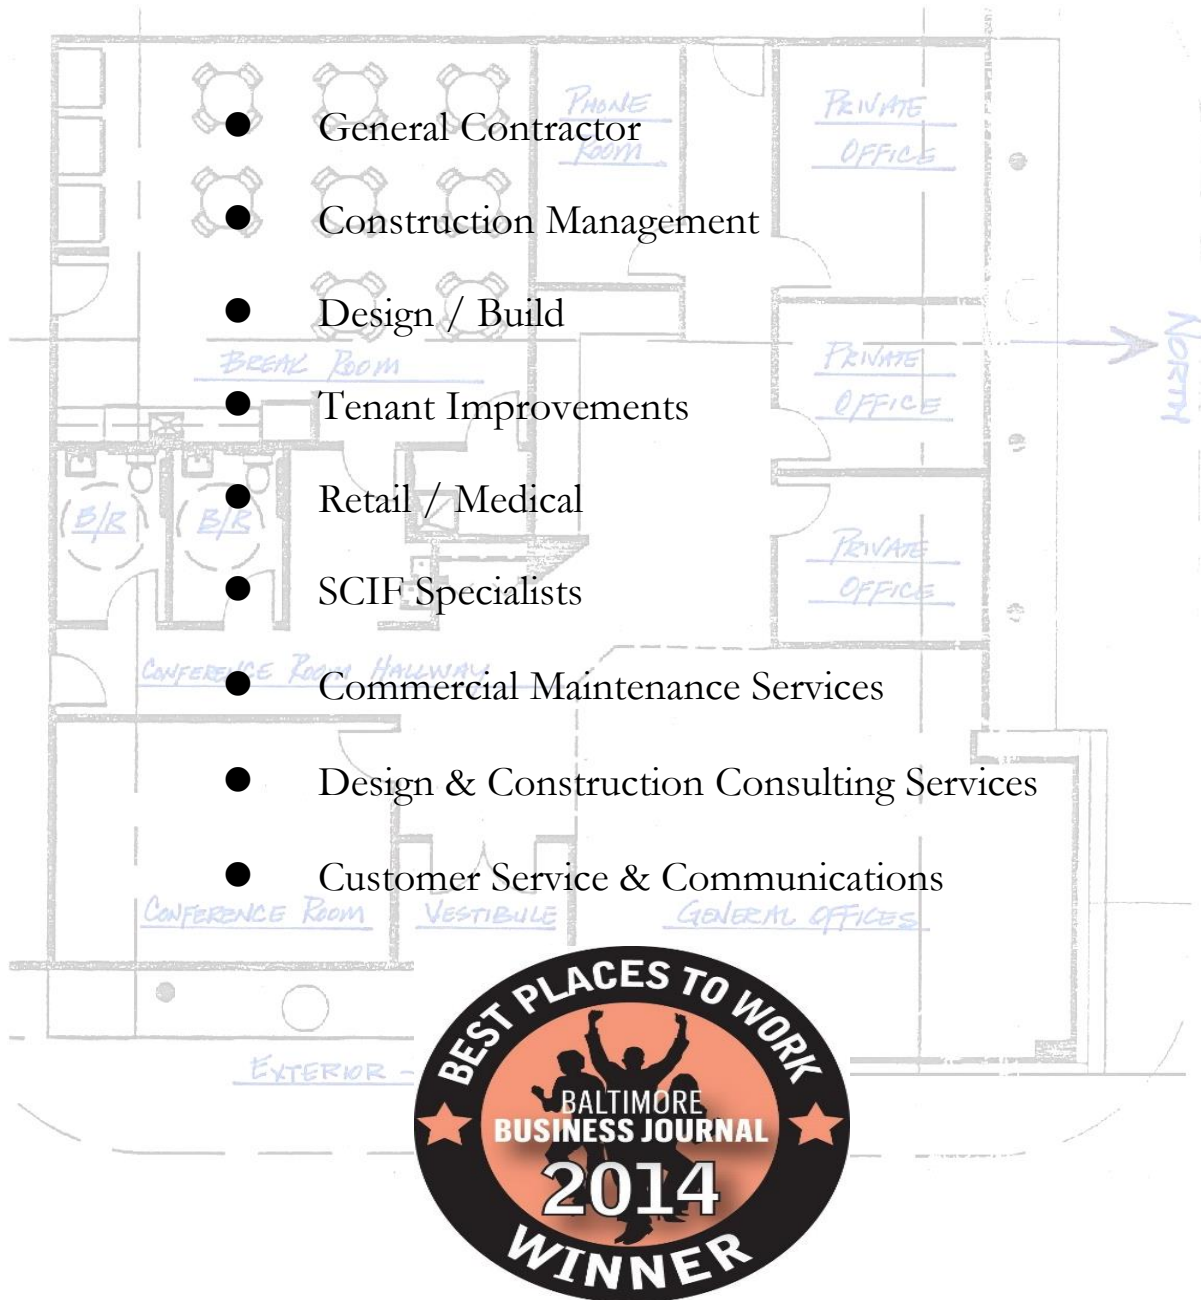 PHONE
ROOM
PRIVATE
OFFICE
● General Contractor
● Construction Management
● Design / Build
NORTH
BREAK ROOM
PRIVATE
OFFICE
● Tenant Improvements
● Retail / Medical
B/R
B/R
PRIVATE
OFFICE
● SCIF Specialists
CONFERENCE ROOM HALLWAY
● Commercial Maintenance Services
● Design & Construction Consulting Services
● Customer Service & Communications
CONFERENCE ROOM
VESTIBULE
GENERAL OFFICES
EXTERIOR -
BEST PLACES TO WORK
BALTIMORE
BUSINESS JOURNAL
2014
WINNER